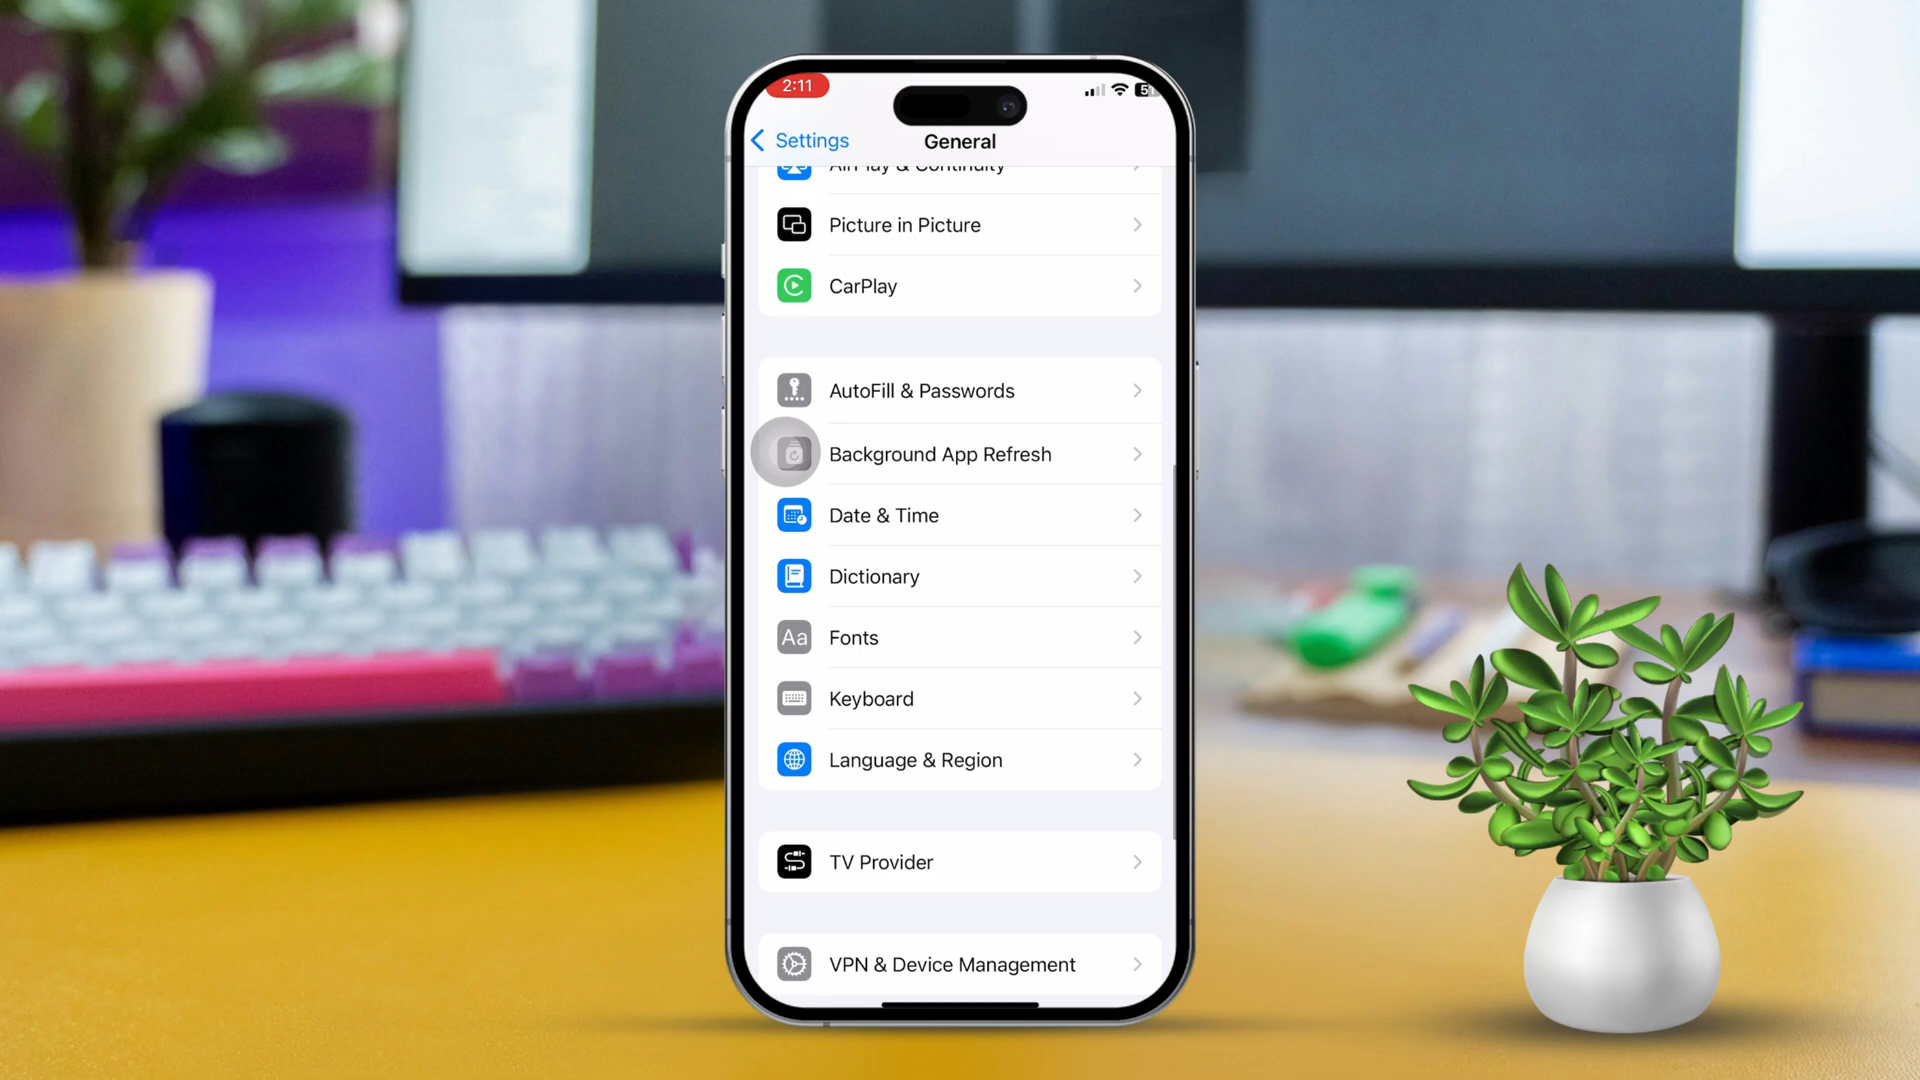 2:11
Settings
General
AirPlay & Continuity
Picture in Picture
CarPlay
AutoFill & Passwords
Background App Refresh
Date & Time
Dictionary
Aa
Fonts
Keyboard
Language & Region
TV Provider
VPN & Device Management